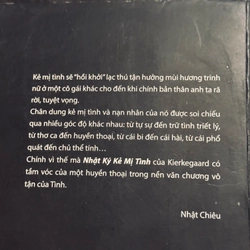 Kẻ mị tình sẽ "hồi khởi" lạc thú tận hưởng mùi hương trinh
nữ ở một cô gái khác cho đến khi chính bản thân anh ta rã
rời, tuyệt vọng.
Chân dung kẻ mị tình và nạn nhân của nó được soi chiếu
qua nhiều góc độ khác nhau: từ tự sự đến trữ tình triết lý,
từ thơ ca đến huyền thoại, từ cái bi đến cái hài, từ cái phổ
quát đến chủ thể tính...
Chính vì thế mà Nhật Ký Kẻ Mị Tình của Kierkegaard có
tầm vóc của một huyền thoại trong nền văn chương vô
tận của Tình.
Nhật Chiêu